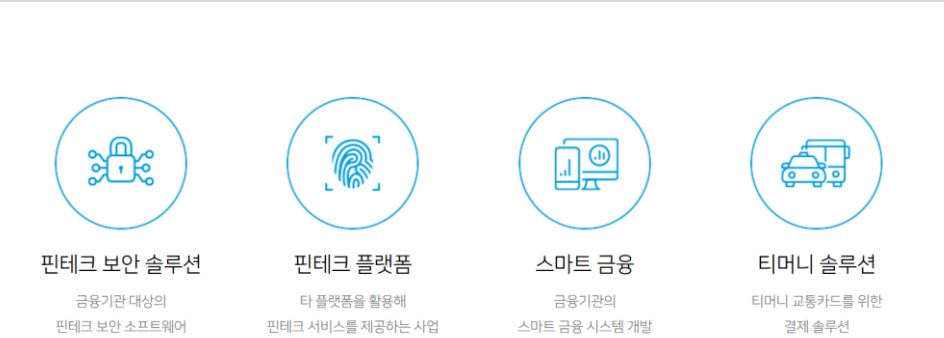 핀테크 보안 솔루션
금융기관 대상의
핀테크 보안 소프트웨어
핀테크 플랫폼
타 플랫폼을 활용해
핀테크 서비스를 제공하는 사업
스마트 금융
금융기관의
스마트 금융 시스템 개발
티머니 솔루션
티머니 교통카드를 위한
결제 솔루션